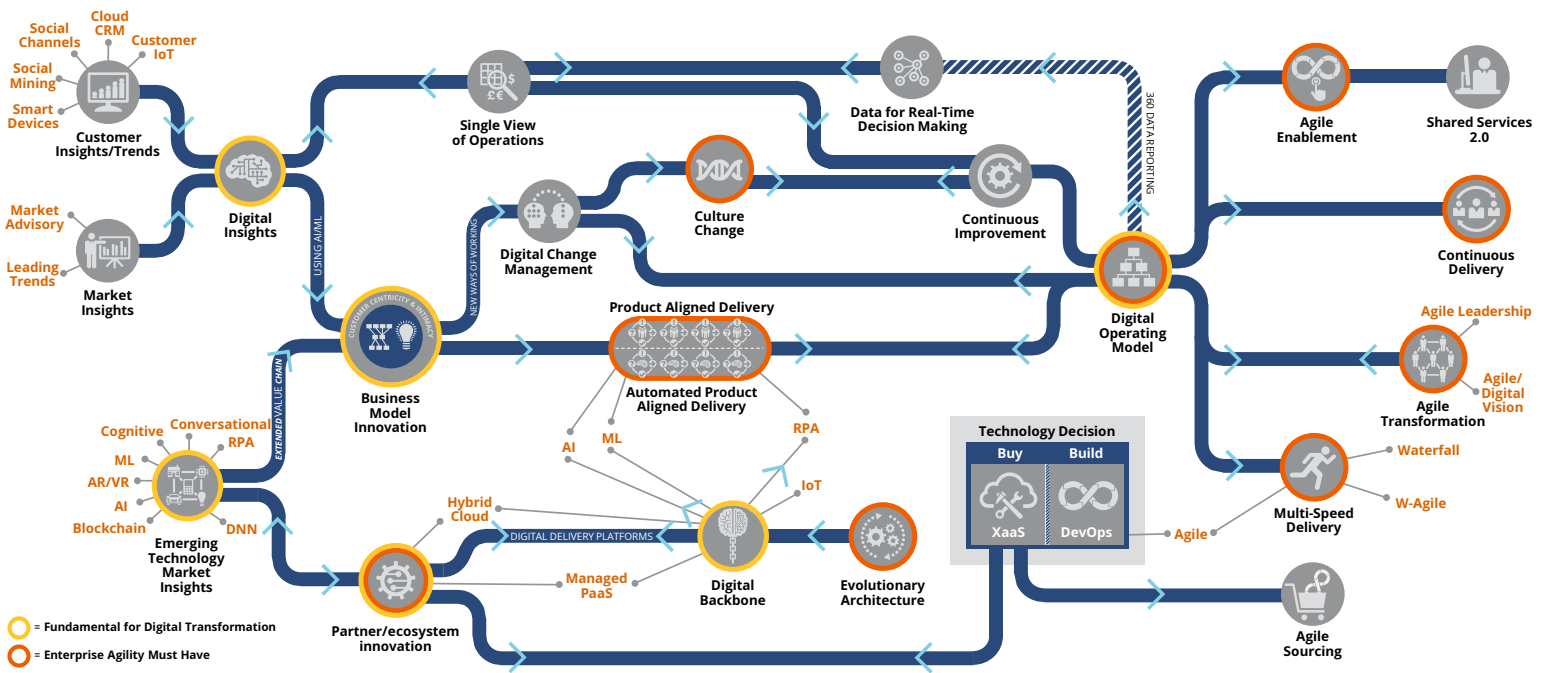 Cloud
CRM
Social
Channels
Customer
IoT
Social
Mining
Smart
Devices
Customer
Insights/Trends
Market
Advisory
Leading
Trends
Market
Insights
Digital
Insights
USING AI/ML
$
£€
Single View
of Operations
Data for Real-Time
Decision Making
360 DATA REPORTING
Agile
Enablement
Shared Services
2.0
Culture
Change
Continuous
Improvement
NEW WAYS OF WORKING
Digital Change
Management
Continuous
Delivery
CUSTOMER CENTRICITY & INTIMACY
Business
Model
Innovation
Product Aligned Delivery
Automated Product
Aligned Delivery
Digital
Operating
Model
Agile Leadership
Agile/
Digital
Vision
Agile
Transformation
EXTENDED VALUE CHAIN
Cognitive
Conversational
RPA
ML
AR/VR
AI
Blockchain
DNN
Emerging
Technology
Market
Insights
AI
ML
RPA
IoT
Hybrid
Cloud
DIGITAL DELIVERY PLATFORMS
Managed
PaaS
Partner/ecosystem
innovation
Digital
Backbone
Evolutionary
Architecture
Technology Decision
Buy
Build
XaaS
DevOps
Agile
Waterfall
W-Agile
Multi-Speed
Delivery
Agile
Sourcing
= Fundamental for Digital Transformation
= Enterprise Agility Must Have